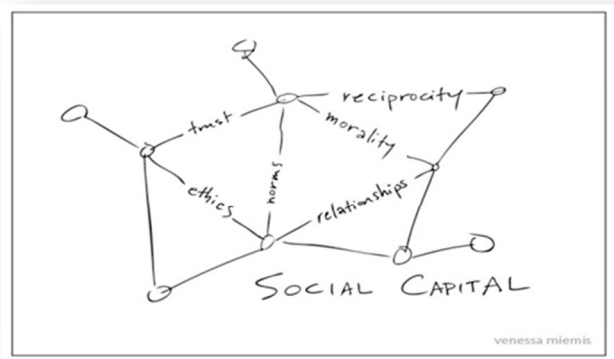 reciprocity
trust
morality
norms
ethics
relationships
SOCIAL CAPITAL
venessa miemis